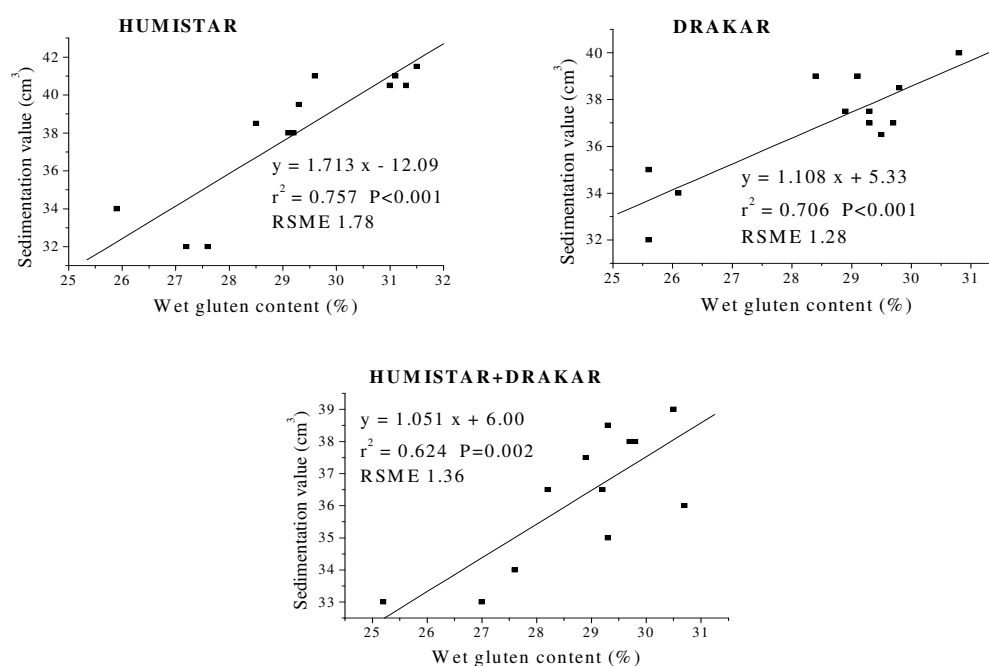 HUMISTAR
Sedimentation value (cm³)
42
40
38
36
34
32
y = 1.713 x - 12.09
r² = 0.757 P<0.001
RSME 1.78
25 26 27 28 29 30 31 32
Wet gluten content (%)
DRAKAR
Sedimentation value (cm³)
40
38
36
34
32
y = 1.108 x + 5.33
r² = 0.706 P<0.001
RSME 1.28
25 26 27 28 29 30 31
Wet gluten content (%)
HUMISTAR+DRAKAR
Sedimentation value (cm³)
39
38
37
36
35
34
33
y = 1.051 x + 6.00
r² = 0.624 P=0.002
RSME 1.36
25 26 27 28 29 30 31
Wet gluten content (%)